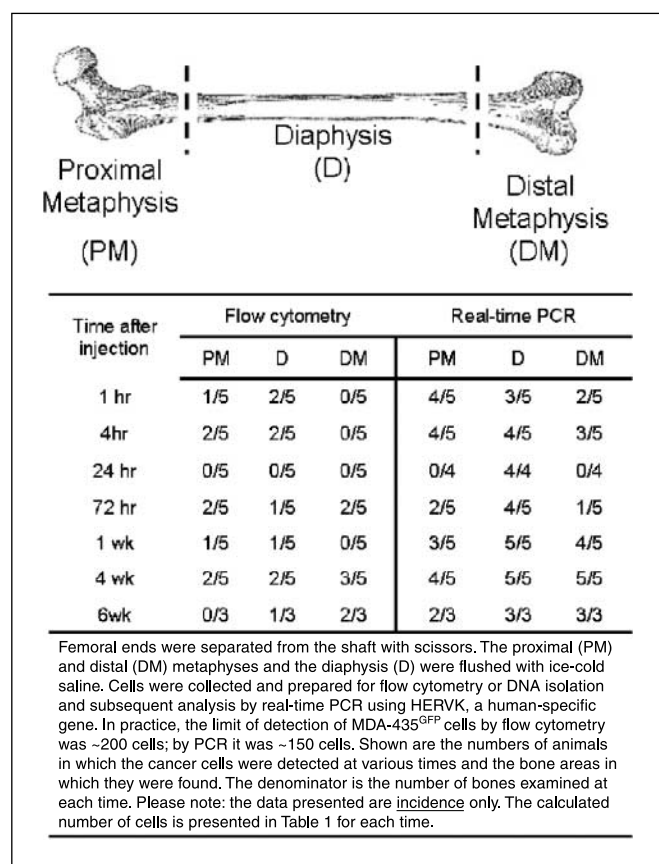 Diaphysis
(D)
Proximal
Metaphysis
(PM)
Distal
Metaphysis
(DM)
Time after injection Flow cytometry Real-time PCR
PM D DM PM D DM
1 hr 1/5 2/5 0/5 4/5 3/5 2/5
4hr 2/5 2/5 0/5 4/5 4/5 3/5
24 hr 0/5 0/5 0/5 0/4 4/4 0/4
72 hr 2/5 1/5 2/5 2/5 4/5 1/5
1 wk 1/5 1/5 0/5 3/5 5/5 4/5
4 wk 2/5 2/5 3/5 4/5 5/5 5/5
6wk 0/3 1/3 2/3 2/3 3/3 3/3
Femoral ends were separated from the shaft with scissors. The proximal (PM)
and distal (DM) metaphyses and the diaphysis (D) were flushed with ice-cold
saline. Cells were collected and prepared for flow cytometry or DNA isolation
and subsequent analysis by real-time PCR using HERVK, a human-specific
gene. In practice, the limit of detection of MDA-435GFP cells by flow cytometry
was ~200 cells; by PCR it was ~150 cells. Shown are the numbers of animals
in which the cancer cells were detected at various times and the bone areas in
which they were found. The denominator is the number of bones examined at
each time. Please note: the data presented are incidence only. The calculated
number of cells is presented in Table 1 for each time.